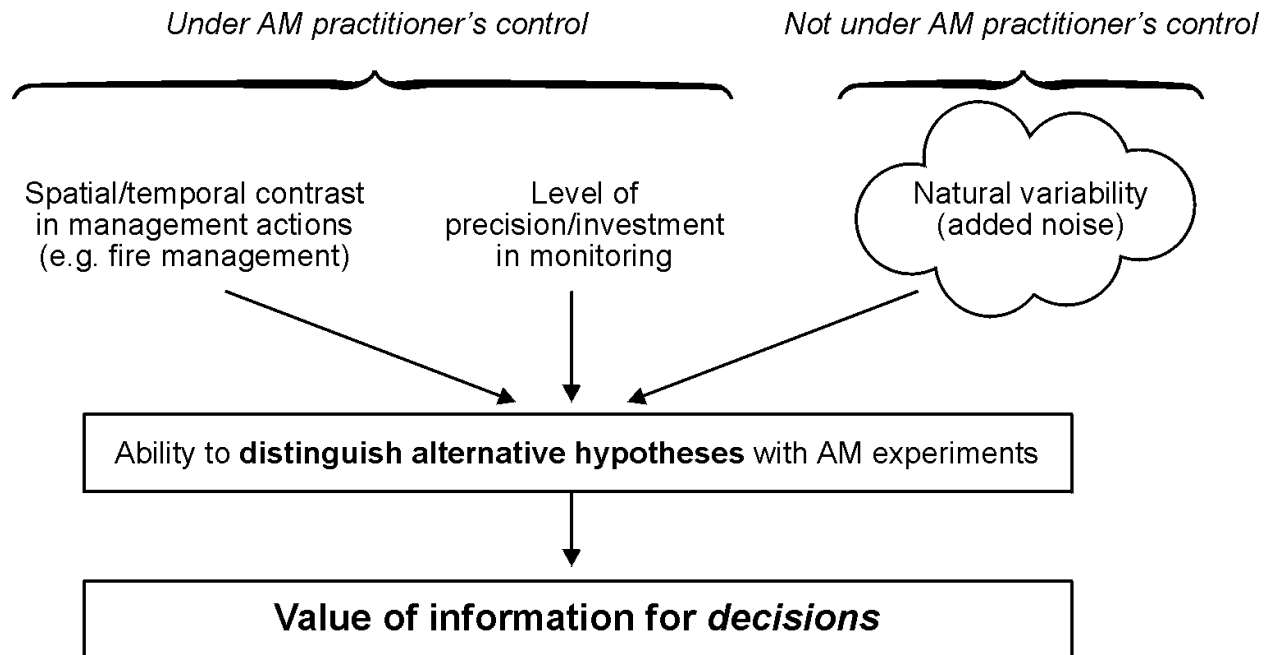 Under AM practitioner’s control
Not under AM practitioner’s control
Spatial/temporal contrast
in management actions
(e.g. fire management)
Level of
precision/investment
in monitoring
Natural variability
(added noise)
Ability to distinguish alternative hypotheses with AM experiments
Value of information for decisions